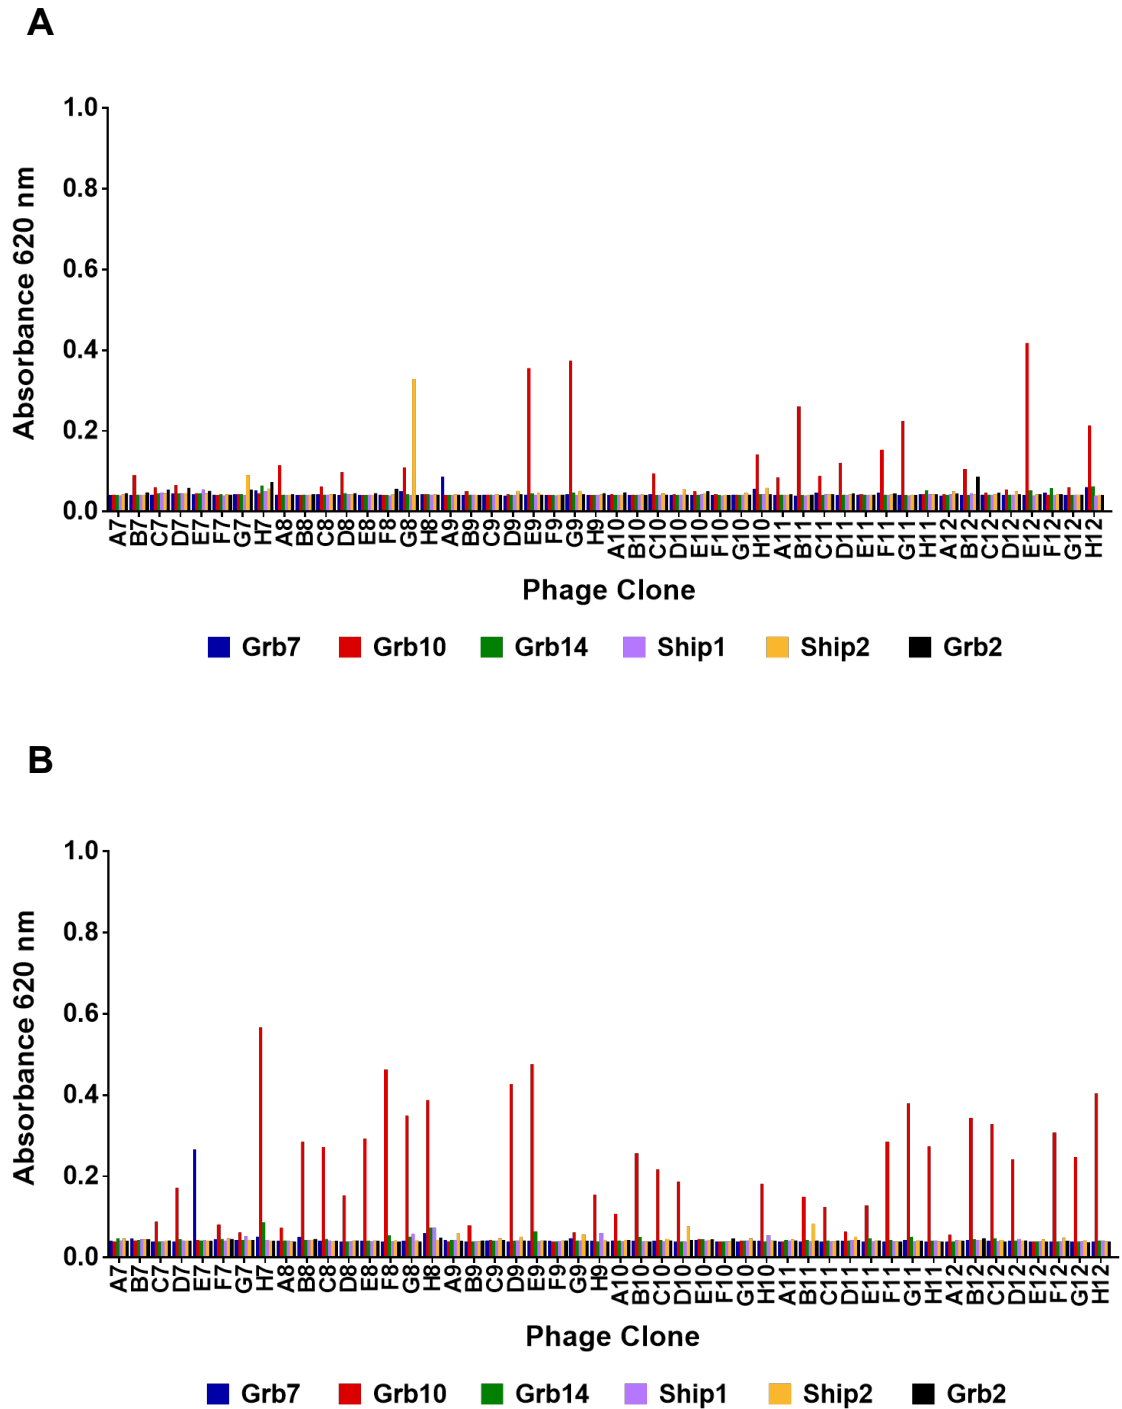 A
1.0
0.8
0.6
0.4
0.2
0.0
Absorbance 620 nm
A7 B7 C7 D7 E7 F7 G7 H7 A8 B8 C8 D8 E8 F8 G8 H8 A9 B9 C9 D9 E9 F9 G9 H9 A10 B10 C10 D10 E10 F10 G10 H10 A11 B11 C11 D11 E11 F11 G11 H11 A12 B12 C12 D12 E12 F12 G12 H12
Phage Clone
Grb7 Grb10 Grb14 Ship1 Ship2 Grb2
B
1.0
0.8
0.6
0.4
0.2
0.0
Absorbance 620 nm
A7 B7 C7 D7 E7 F7 G7 H7 A8 B8 C8 D8 E8 F8 G8 H8 A9 B9 C9 D9 E9 F9 G9 H9 A10 B10 C10 D10 E10 F10 G10 H10 A11 B11 C11 D11 E11 F11 G11 H11 A12 B12 C12 D12 E12 F12 G12 H12
Phage Clone
Grb7 Grb10 Grb14 Ship1 Ship2 Grb2